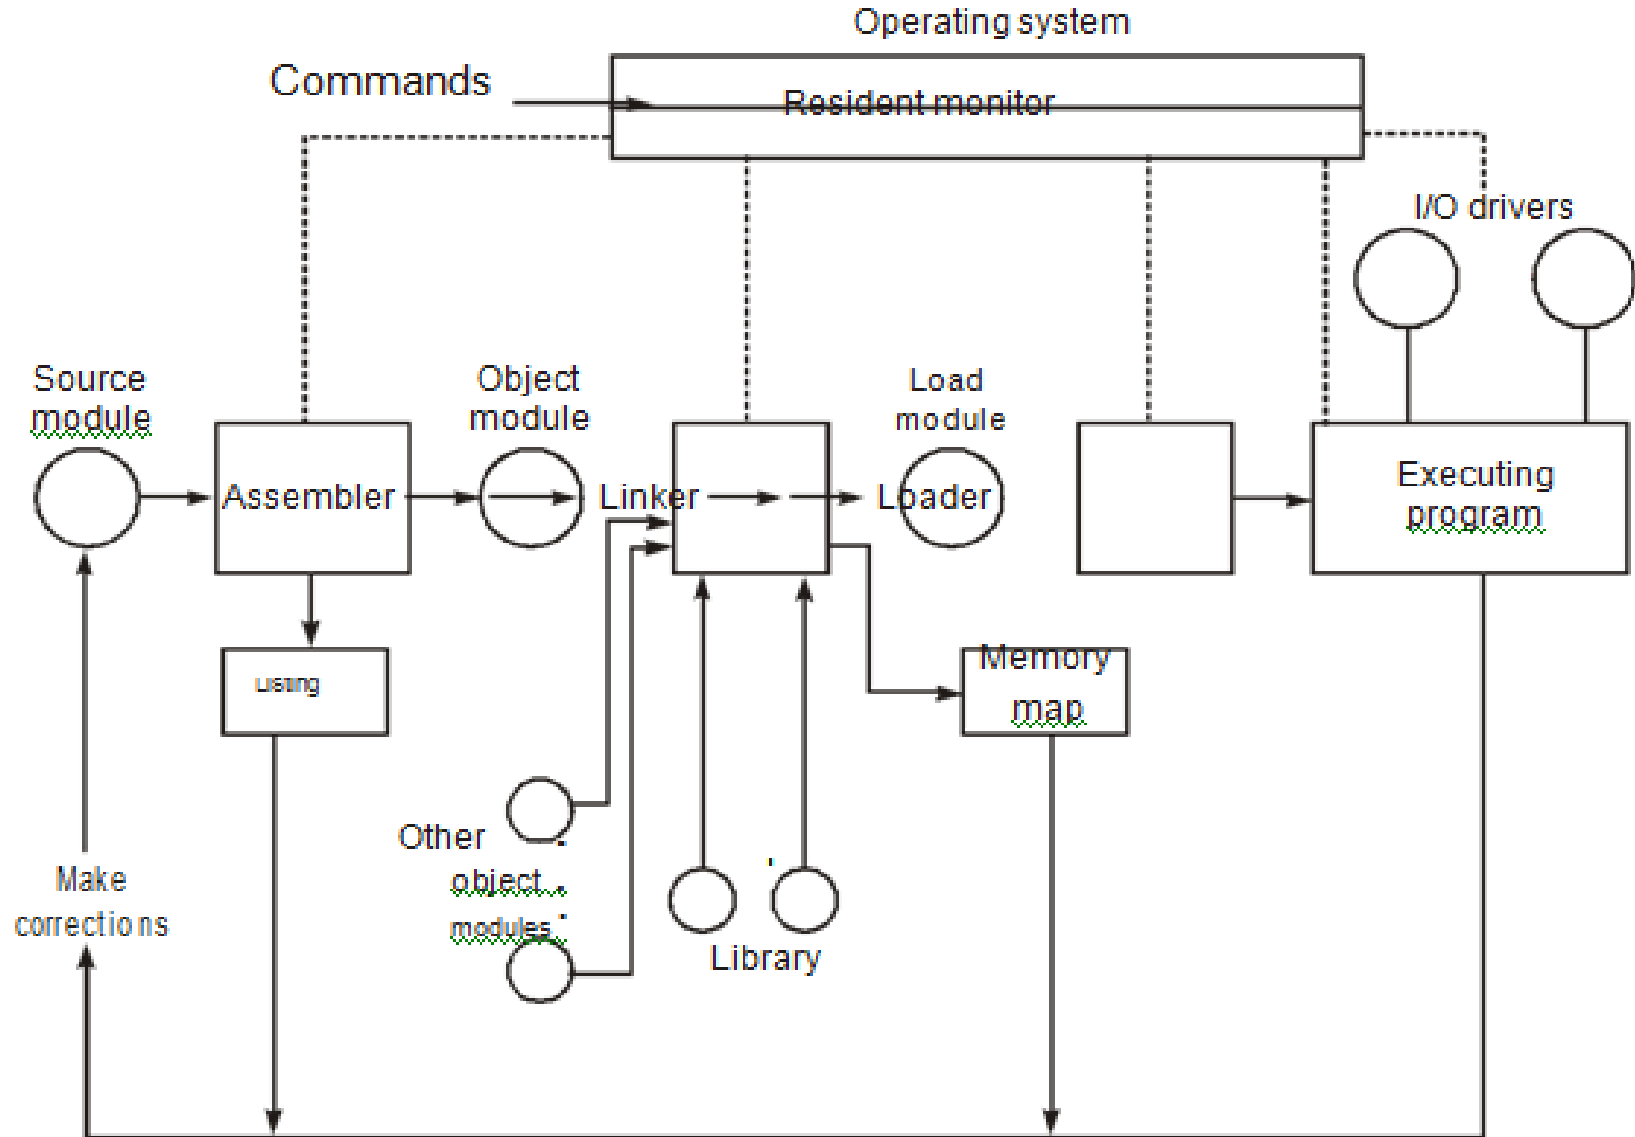 Operating system
Commands
Resident monitor
I/O drivers
Source
module
Object
module
Load
module
Assembler
Linker
Loader
Executing
program
Listing
Memory
map
Other
object
modules
Make
corrections
Library